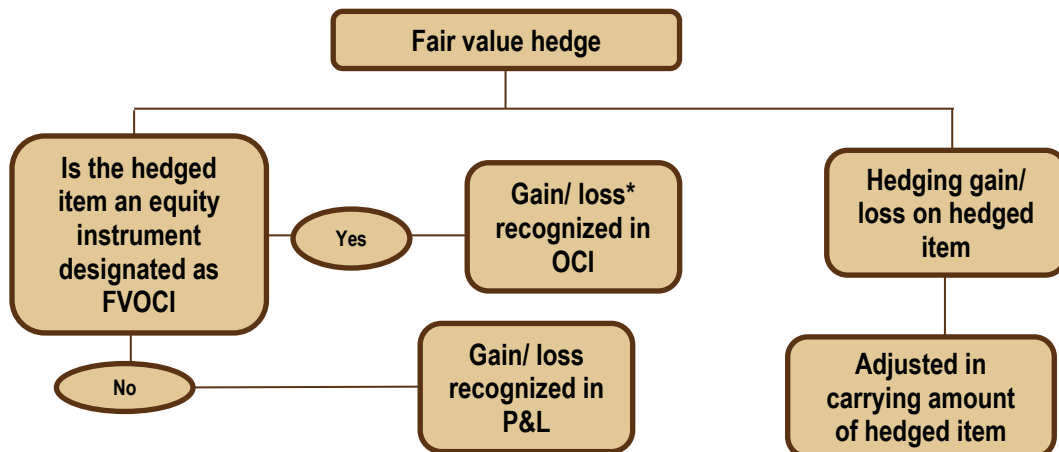 Fair value hedge
Is the hedged
item an equity
instrument
designated as
FVOCI
Yes
Gain/ loss*
recognized in
OCI
No
Gain/ loss
recognized in
P&L
Hedging gain/
loss on hedged
item
Adjusted in
carrying amount
of hedged item